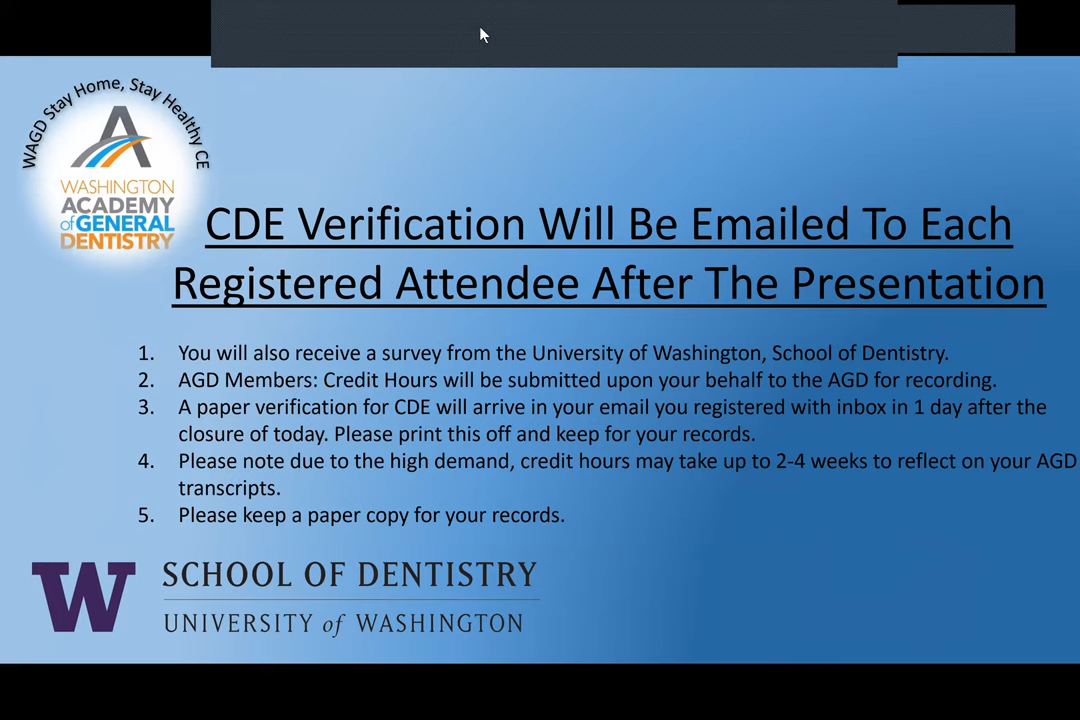 WAGD Stay Home, Stay Healthy CE
WASHINGTON
ACADEMY
of GENERAL
DENTISTRY
CDE Verification Will Be Emailed To Each
Registered Attendee After The Presentation
1. You will also receive a survey from the University of Washington, School of Dentistry.
2. AGD Members: Credit Hours will be submitted upon your behalf to the AGD for recording.
3. A paper verification for CDE will arrive in your email you registered with inbox in 1 day after the
closure of today. Please print this off and keep for your records.
4. Please note due to the high demand, credit hours may take up to 2-4 weeks to reflect on your AGD
transcripts.
5. Please keep a paper copy for your records.
W SCHOOL OF DENTISTRY
UNIVERSITY of WASHINGTON